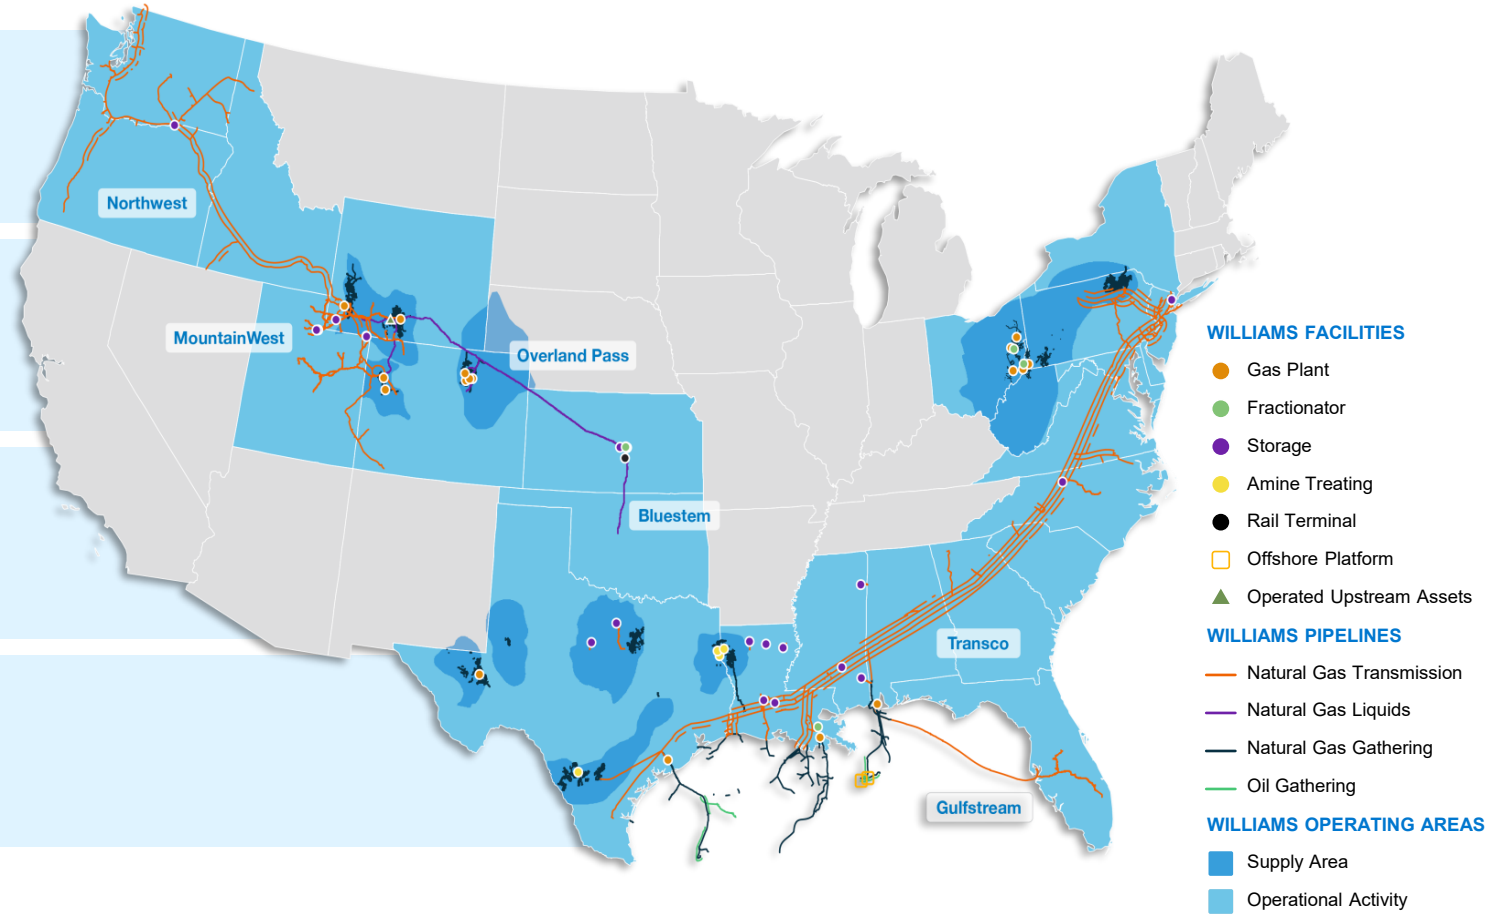 Northwest
MountainWest
Overland Pass
Bluestem
Transco
Gulfstream
WILLIAMS FACILITIES
Gas Plant
Fractionator
Storage
Amine Treating
Rail Terminal
Offshore Platform
Operated Upstream Assets
WILLIAMS PIPELINES
Natural Gas Transmission
Natural Gas Liquids
Natural Gas Gathering
Oil Gathering
WILLIAMS OPERATING AREAS
Supply Area
Operational Activity